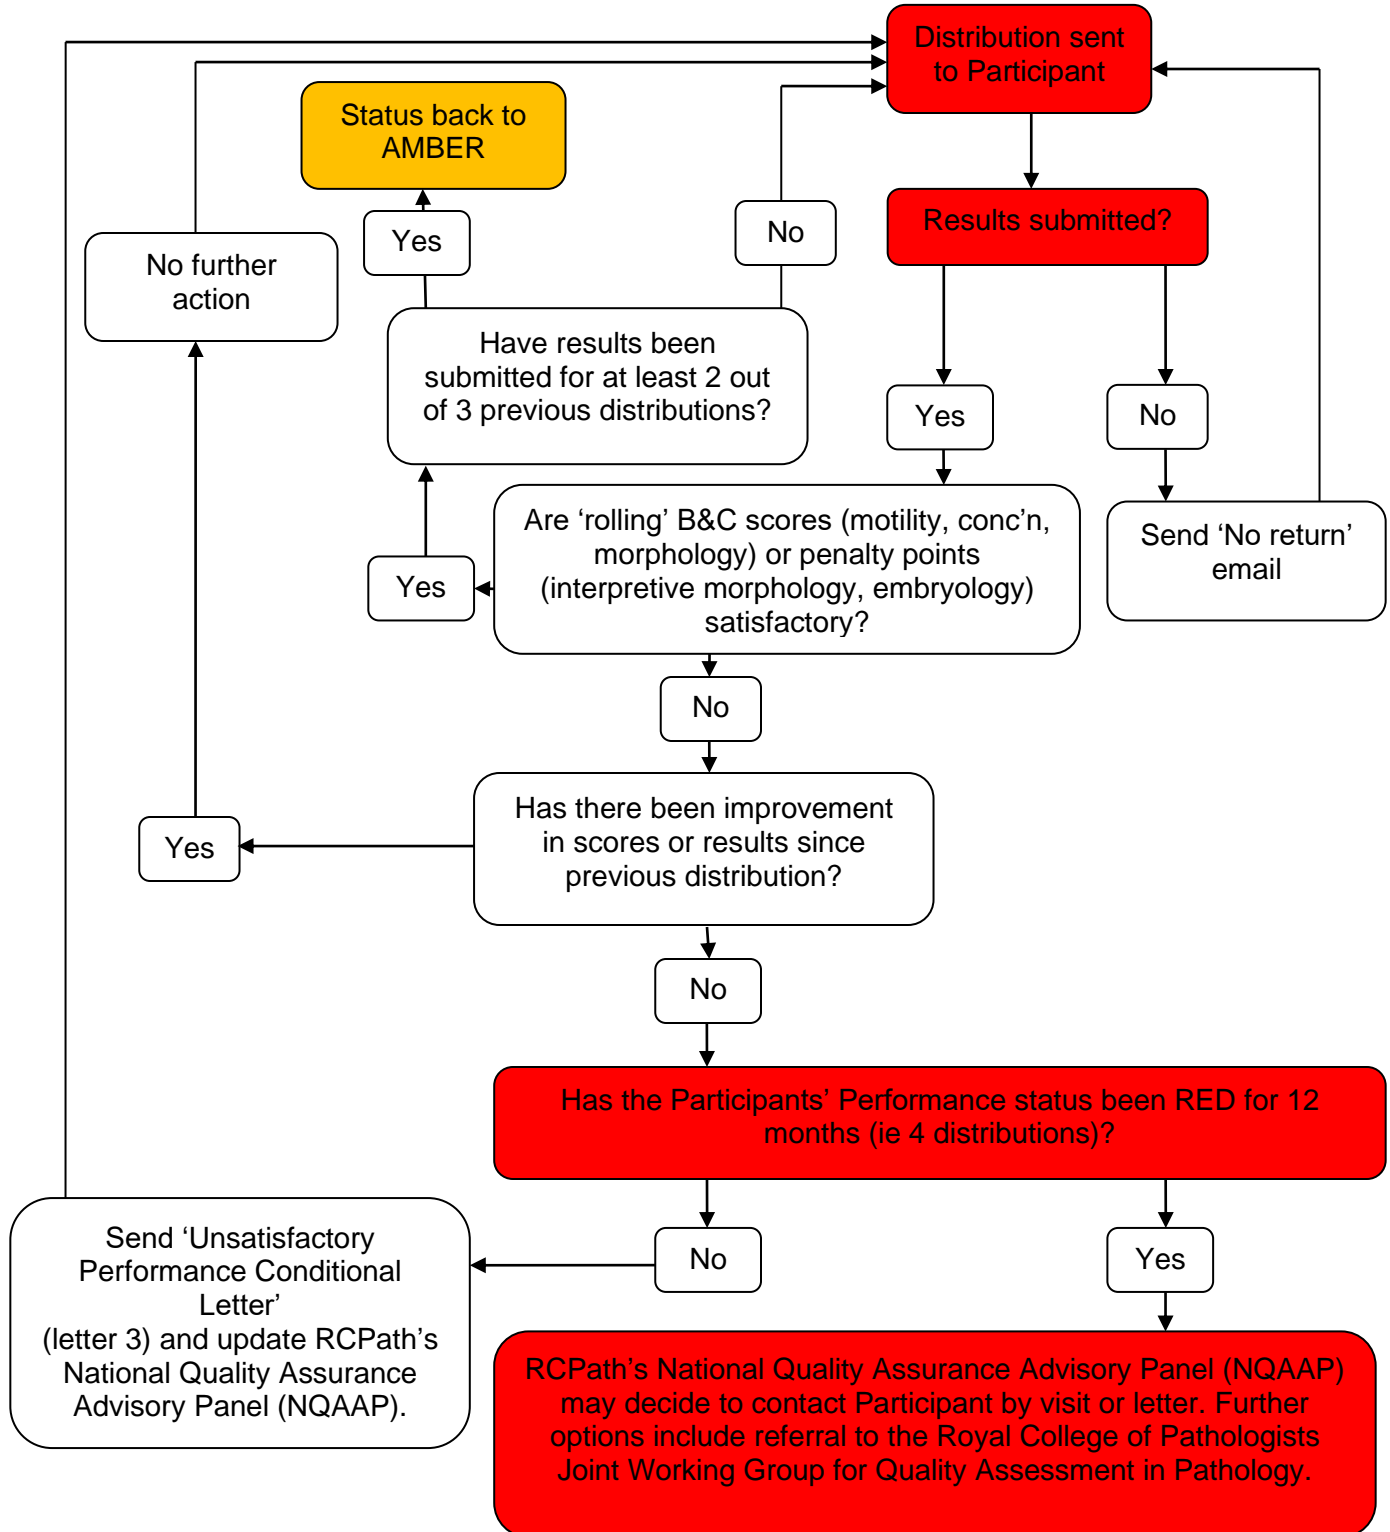 Distribution sent
to Participant
Status back to
AMBER
Results submitted?
Yes
No
No further
action
Have results been
submitted for at least 2 out
of 3 previous distributions?
Yes
No
Are ‘rolling’ B&C scores (motility, conc’n,
morphology) or penalty points
(interpretive morphology, embryology)
satisfactory?
Send ‘No return’
email
Yes
No
Has there been improvement
in scores or results since
previous distribution?
Yes
No
Has the Participants’ Performance status been RED for 12
months (ie 4 distributions)?
Send ‘Unsatisfactory
Performance Conditional
Letter’
(letter 3) and update RCPath’s
National Quality Assurance
Advisory Panel (NQAAP).
No
Yes
RCPath’s National Quality Assurance Advisory Panel (NQAAP)
may decide to contact Participant by visit or letter. Further
options include referral to the Royal College of Pathologists
Joint Working Group for Quality Assessment in Pathology.